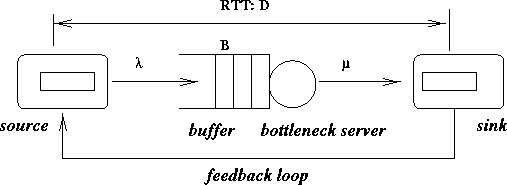 RTT: D
B
λ
μ
source
buffer
bottleneck server
sink
feedback loop